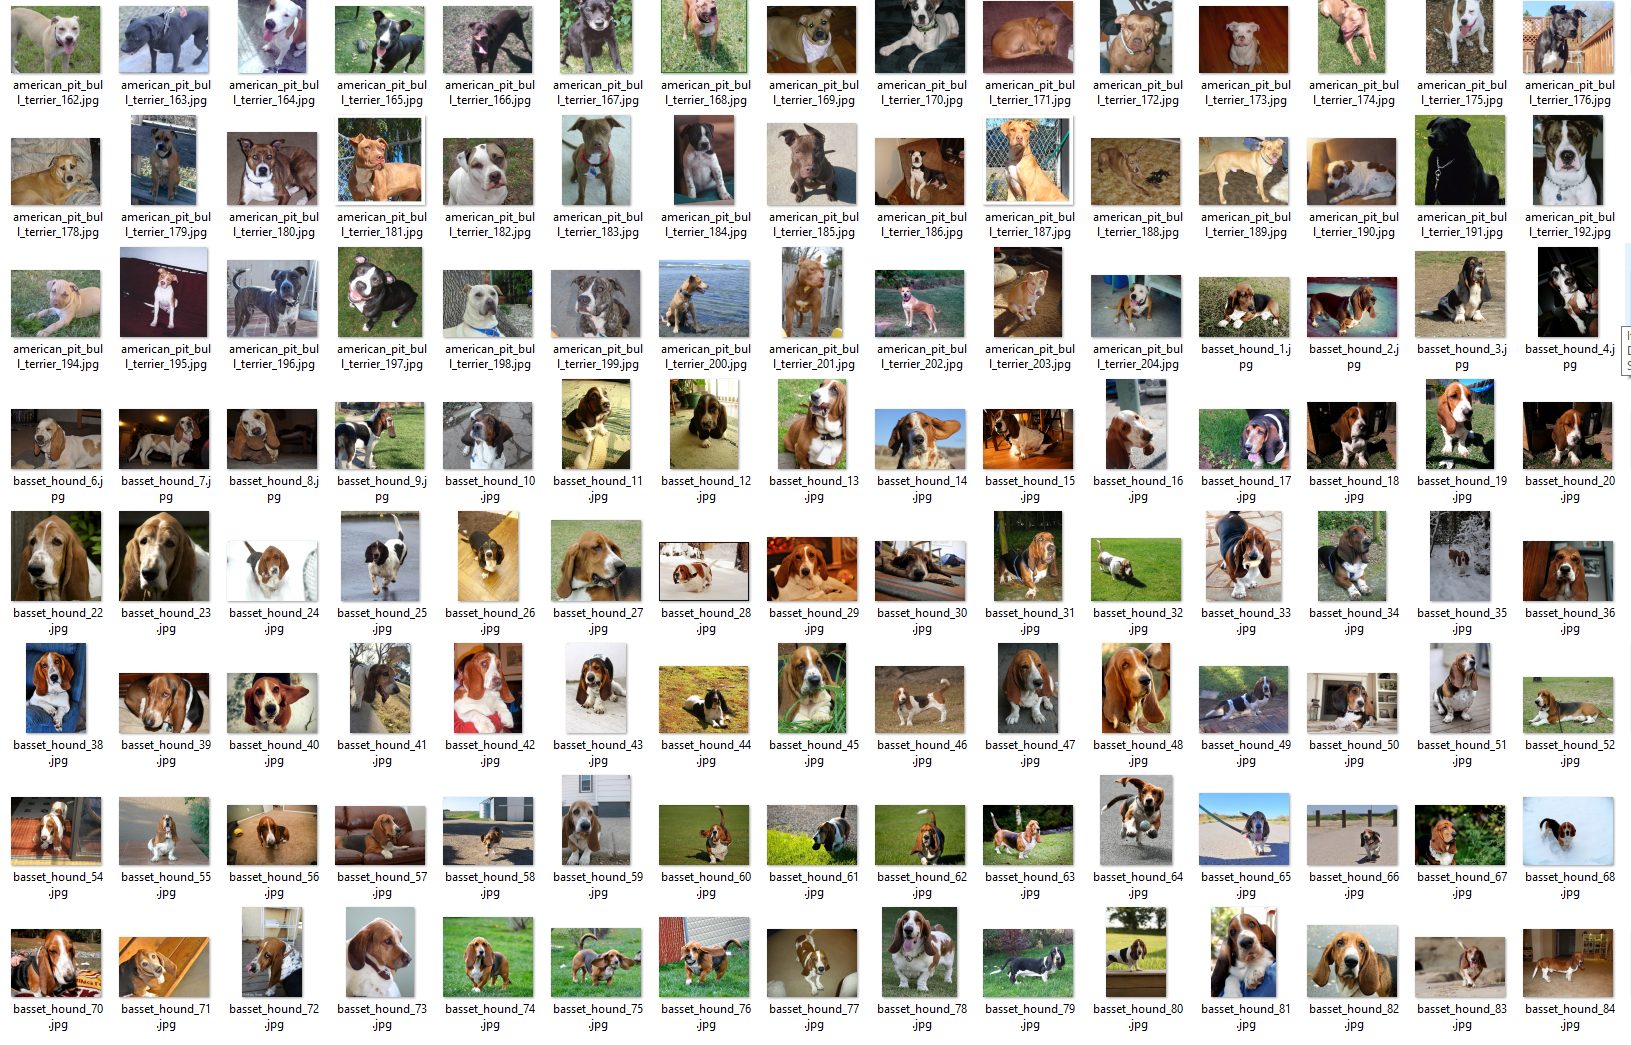 american_pit_bul
l_terrier_162.jpg
american_pit_bul
l_terrier_163.jpg
american_pit_bul
l_terrier_164.jpg
american_pit_bul
l_terrier_165.jpg
american_pit_bul
l_terrier_166.jpg
american_pit_bul
l_terrier_167.jpg
american_pit_bul
l_terrier_168.jpg
american_pit_bul
l_terrier_169.jpg
american_pit_bul
l_terrier_170.jpg
american_pit_bul
l_terrier_171.jpg
american_pit_bul
l_terrier_172.jpg
american_pit_bul
l_terrier_173.jpg
american_pit_bul
l_terrier_174.jpg
american_pit_bul
l_terrier_175.jpg
american_pit_bul
l_terrier_176.jpg
american_pit_bul
l_terrier_178.jpg
american_pit_bul
l_terrier_179.jpg
american_pit_bul
l_terrier_180.jpg
american_pit_bul
l_terrier_181.jpg
american_pit_bul
l_terrier_182.jpg
american_pit_bul
l_terrier_183.jpg
american_pit_bul
l_terrier_184.jpg
american_pit_bul
l_terrier_185.jpg
american_pit_bul
l_terrier_186.jpg
american_pit_bul
l_terrier_187.jpg
american_pit_bul
l_terrier_188.jpg
american_pit_bul
l_terrier_189.jpg
american_pit_bul
l_terrier_190.jpg
american_pit_bul
l_terrier_191.jpg
american_pit_bul
l_terrier_192.jpg
american_pit_bul
l_terrier_194.jpg
american_pit_bul
l_terrier_195.jpg
american_pit_bul
l_terrier_196.jpg
american_pit_bul
l_terrier_197.jpg
american_pit_bul
l_terrier_198.jpg
american_pit_bul
l_terrier_199.jpg
american_pit_bul
l_terrier_200.jpg
american_pit_bul
l_terrier_201.jpg
american_pit_bul
l_terrier_202.jpg
american_pit_bul
l_terrier_203.jpg
american_pit_bul
l_terrier_204.jpg
basset_hound_1.j
pg
basset_hound_2.j
pg
basset_hound_3.j
pg
basset_hound_4.j
pg
basset_hound_6.j
pg
basset_hound_7.j
pg
basset_hound_8.j
pg
basset_hound_9.j
pg
basset_hound_10
.jpg
basset_hound_11
.jpg
basset_hound_12
.jpg
basset_hound_13
.jpg
basset_hound_14
.jpg
basset_hound_15
.jpg
basset_hound_16
.jpg
basset_hound_17
.jpg
basset_hound_18
.jpg
basset_hound_19
.jpg
basset_hound_20
.jpg
basset_hound_22
.jpg
basset_hound_23
.jpg
basset_hound_24
.jpg
basset_hound_25
.jpg
basset_hound_26
.jpg
basset_hound_27
.jpg
basset_hound_28
.jpg
basset_hound_29
.jpg
basset_hound_30
.jpg
basset_hound_31
.jpg
basset_hound_32
.jpg
basset_hound_33
.jpg
basset_hound_34
.jpg
basset_hound_35
.jpg
basset_hound_36
.jpg
basset_hound_38
.jpg
basset_hound_39
.jpg
basset_hound_40
.jpg
basset_hound_41
.jpg
basset_hound_42
.jpg
basset_hound_43
.jpg
basset_hound_44
.jpg
basset_hound_45
.jpg
basset_hound_46
.jpg
basset_hound_47
.jpg
basset_hound_48
.jpg
basset_hound_49
.jpg
basset_hound_50
.jpg
basset_hound_51
.jpg
basset_hound_52
.jpg
basset_hound_54
.jpg
basset_hound_55
.jpg
basset_hound_56
.jpg
basset_hound_57
.jpg
basset_hound_58
.jpg
basset_hound_59
.jpg
basset_hound_60
.jpg
basset_hound_61
.jpg
basset_hound_62
.jpg
basset_hound_63
.jpg
basset_hound_64
.jpg
basset_hound_65
.jpg
basset_hound_66
.jpg
basset_hound_67
.jpg
basset_hound_68
.jpg
basset_hound_70
.jpg
basset_hound_71
.jpg
basset_hound_72
.jpg
basset_hound_73
.jpg
basset_hound_74
.jpg
basset_hound_75
.jpg
basset_hound_76
.jpg
basset_hound_77
.jpg
basset_hound_78
.jpg
basset_hound_79
.jpg
basset_hound_80
.jpg
basset_hound_81
.jpg
basset_hound_82
.jpg
basset_hound_83
.jpg
basset_hound_84
.jpg